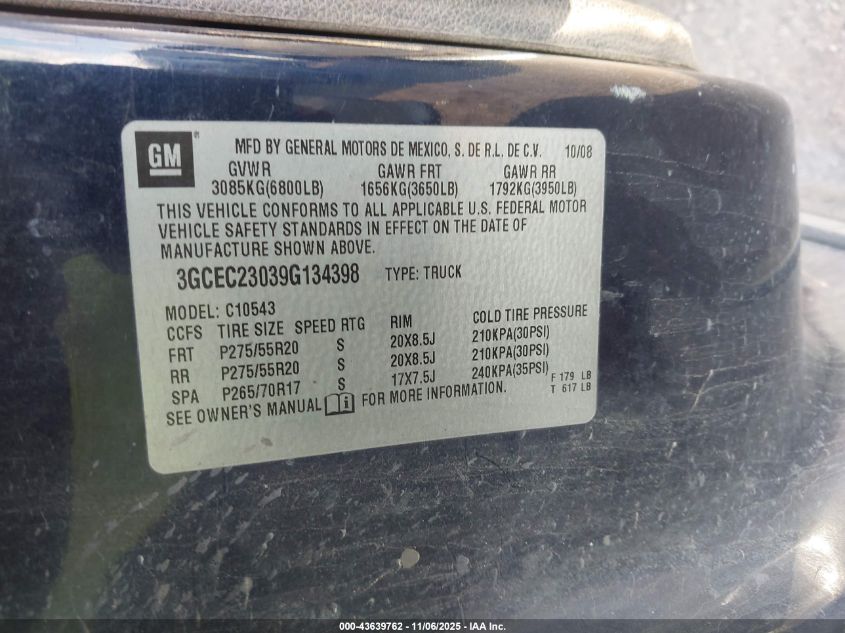 GM ® MFD BY GENERAL MOTORS DE MEXICO, S. DE R.L. DE C.V. 10/08
GVWR GAWR FRT GAWR RR
3085KG(6800LB) 1656KG(3650LB) 1792KG(3950LB)
THIS VEHICLE CONFORMS TO ALL APPLICABLE U.S. FEDERAL MOTOR
VEHICLE SAFETY STANDARDS IN EFFECT ON THE DATE OF
MANUFACTURE SHOWN ABOVE.
3GCEC23039G134398 TYPE: TRUCK
MODEL: C10543
CCFS TIRE SIZE SPEED RTG RIM COLD TIRE PRESSURE
FRT P275/55R20 S 20X8.5J 210KPA(30PSI)
RR P275/55R20 S 20X8.5J 210KPA(30PSI)
SPA P265/70R17 S 17X7.5J 240KPA(35PSI) F 179 LB
T 617 LB
SEE OWNER'S MANUAL i FOR MORE INFORMATION.
000-43639762 - 11/06/2025 - IAA Inc.